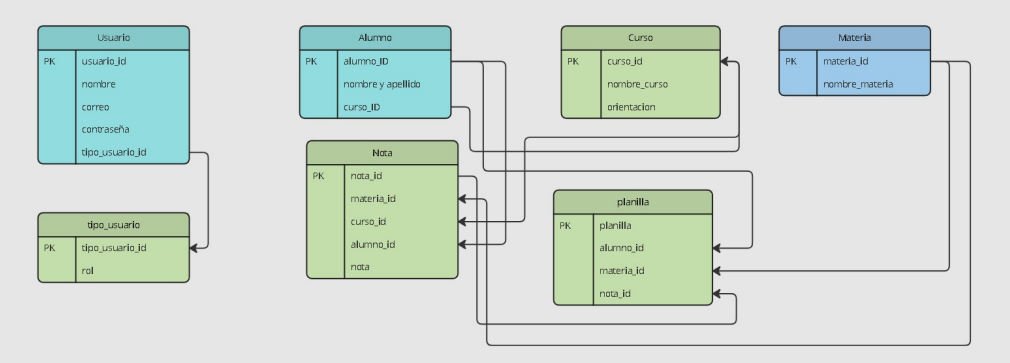 Usuario
PK usuario_id
nombre
correo
contraseña
tipo_usuario_id
tipo_usuario
PK tipo_usuario_id
rol
Alumno
PK alumno_ID
nombre y apelllido
curso_ID
Nota
PK nota_id
materia_id
curso_id
alumno_id
nota
Curso
PK curso_id
nombre_curso
orientacion
planilla
PK planilla
alumno_id
materia_id
nota_id
Materia
PK materia_id
nombre_materia